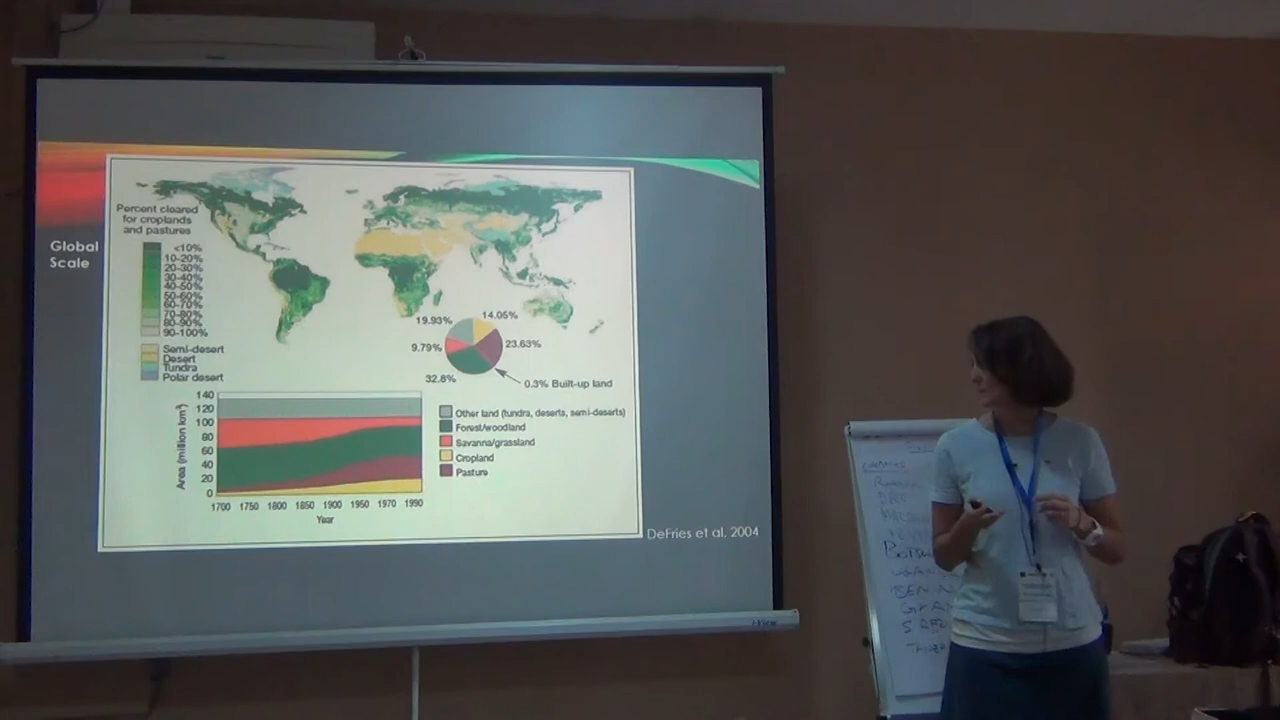 Global
Scale
Percent cleared
for croplands
and pastures
<10%
10-20%
20-30%
30-40%
40-50%
50-60%
60-70%
70-80%
80-90%
90-100%
Semi-desert
Desert
Tundra
Polar desert
19.93%
14.05%
9.79%
23.63%
32.8%
0.3% Built-up land
Area (million km²)
140
120
100
80
60
40
20
0
1700 1750 1800 1850 1900 1950 1970 1990
Year
Other land (tundra, deserts, semi-deserts)
Forest/woodland
Savanna/grassland
Cropland
Pasture
DeFries et al. 2004
i-View
BENIN